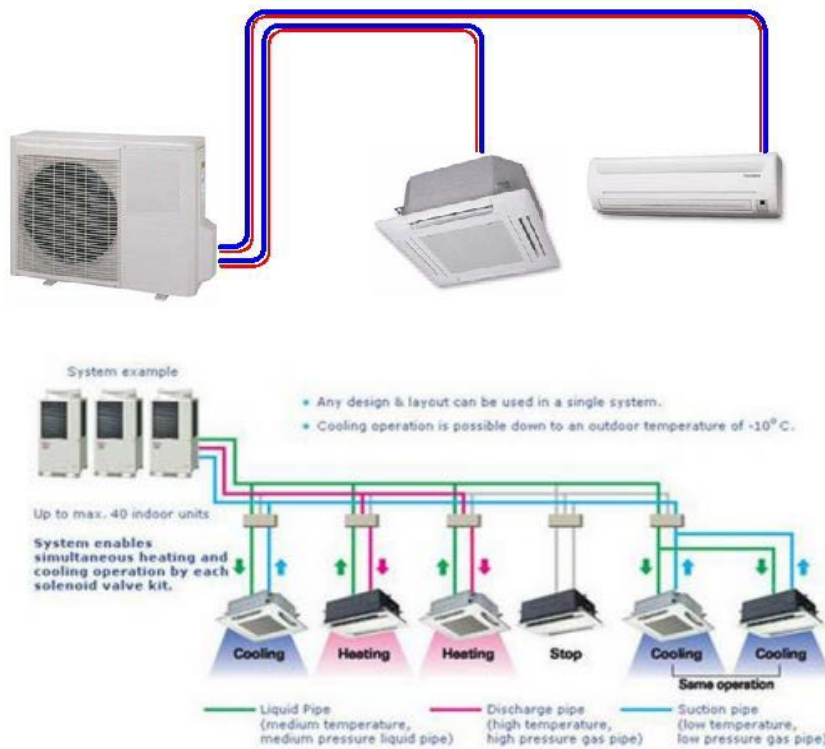 System example
• Any design & layout can be used in a single system.
• Cooling operation is possible down to an outdoor temperature of -10°C.
Up to max. 40 indoor units
System enables
simultaneous heating and
cooling operation by each
solenoid valve kit.
Cooling
Heating
Heating
Stop
Cooling
Cooling
Same operation
Liquid Pipe
(medium temperature,
medium pressure liquid pipe)
Discharge pipe
(high temperature,
high pressure gas pipe)
Suction pipe
(low temperature,
low pressure gas pipe)